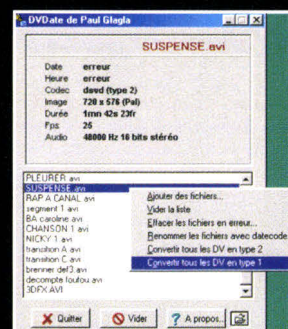 DVDate de Paul Glagla
SUSPENSE.avi
Date erreur
Heure erreur
Codec dvsd (type 2)
Image 720 x 576 (Pal)
Durée 1mn 42s 23fr
Fps 25
Audio 48000 Hz 16 bits stéréo
PLEURER.avi
SUSPENSE.avi
RAP A CANAL.avi
segment 1.avi
BA caroline.avi
CHANSON 1.avi
NICKY 1.avi
transition A.avi
transition C.avi
brenner def3.avi
decompte loufou.avi
3DFX.AVI
Ajouter des fichiers...
Vider la liste
Effacer les fichiers en erreur...
Renommer les fichiers avec datecode
Convertir tous les DV en type 2
Convertir tous les DV en type 1
Quitter
Vider
A propos...